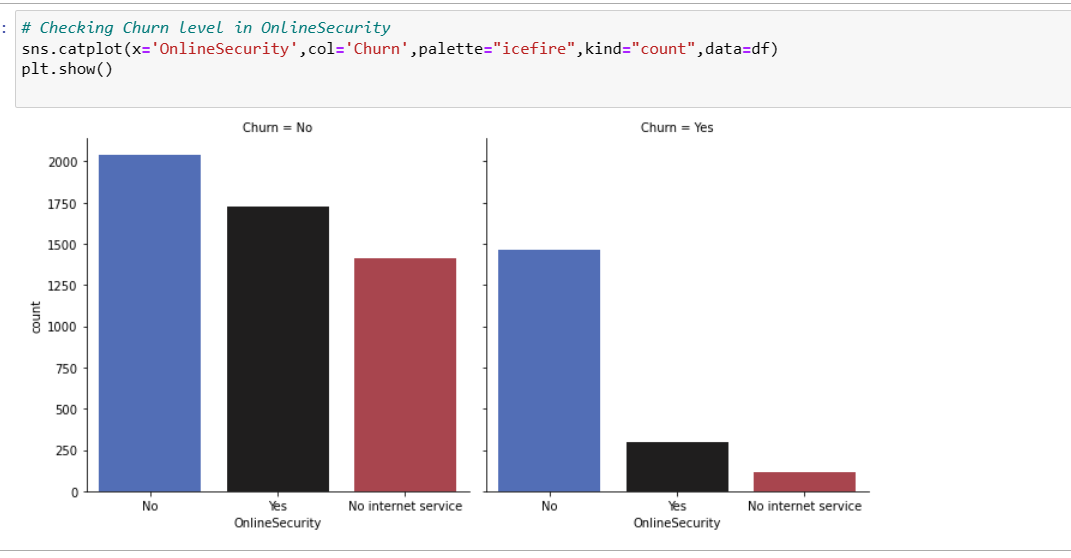 :
# Checking Churn level in OnlineSecurity
sns.catplot(x='OnlineSecurity',col='Churn',palette="icefire",kind="count",data=df)
plt.show()
Churn = No
Churn = Yes
2000
1750
1500
1250
1000
750
500
250
0
count
No Yes No internet service
OnlineSecurity
No Yes No internet service
OnlineSecurity